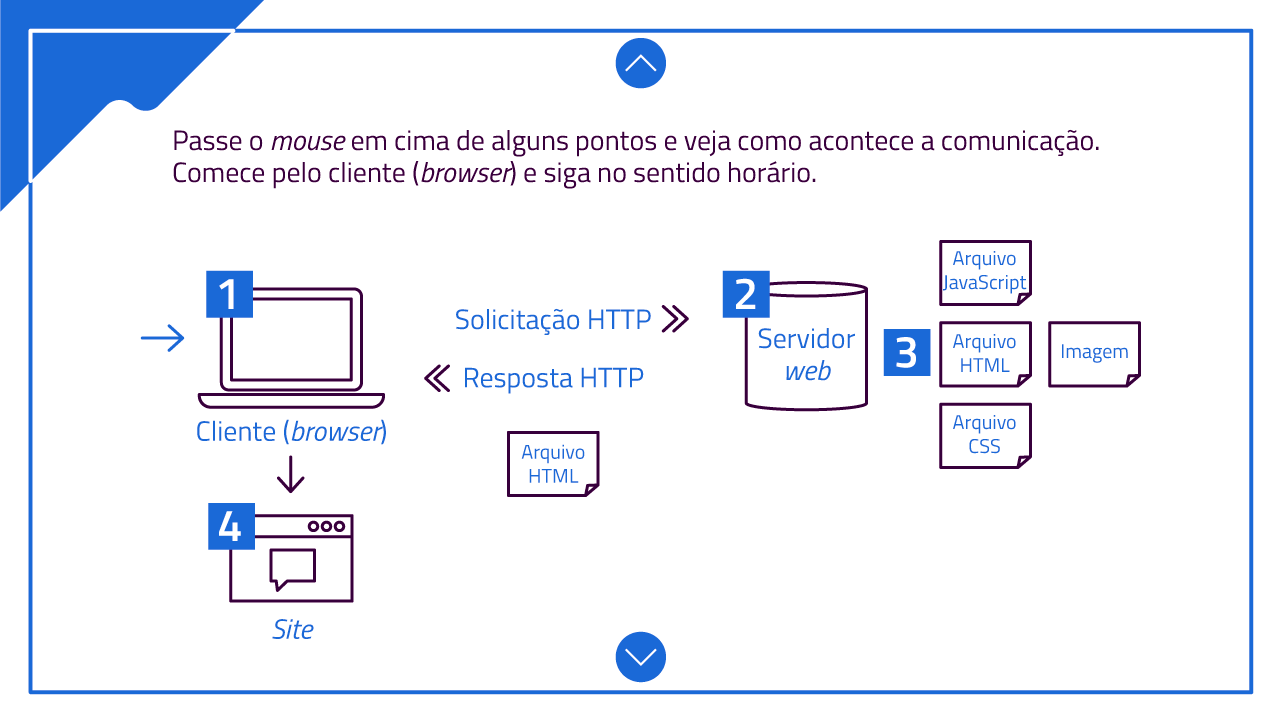 Passe o mouse em cima de alguns pontos e veja como acontece a comunicação.
Comece pelo cliente (browser) e siga no sentido horário.
1
Cliente (browser)
Solicitação HTTP
Resposta HTTP
Arquivo
HTML
2
Servidor
web
3
Arquivo
JavaScript
Arquivo
HTML
Imagem
Arquivo
CSS
4
Site